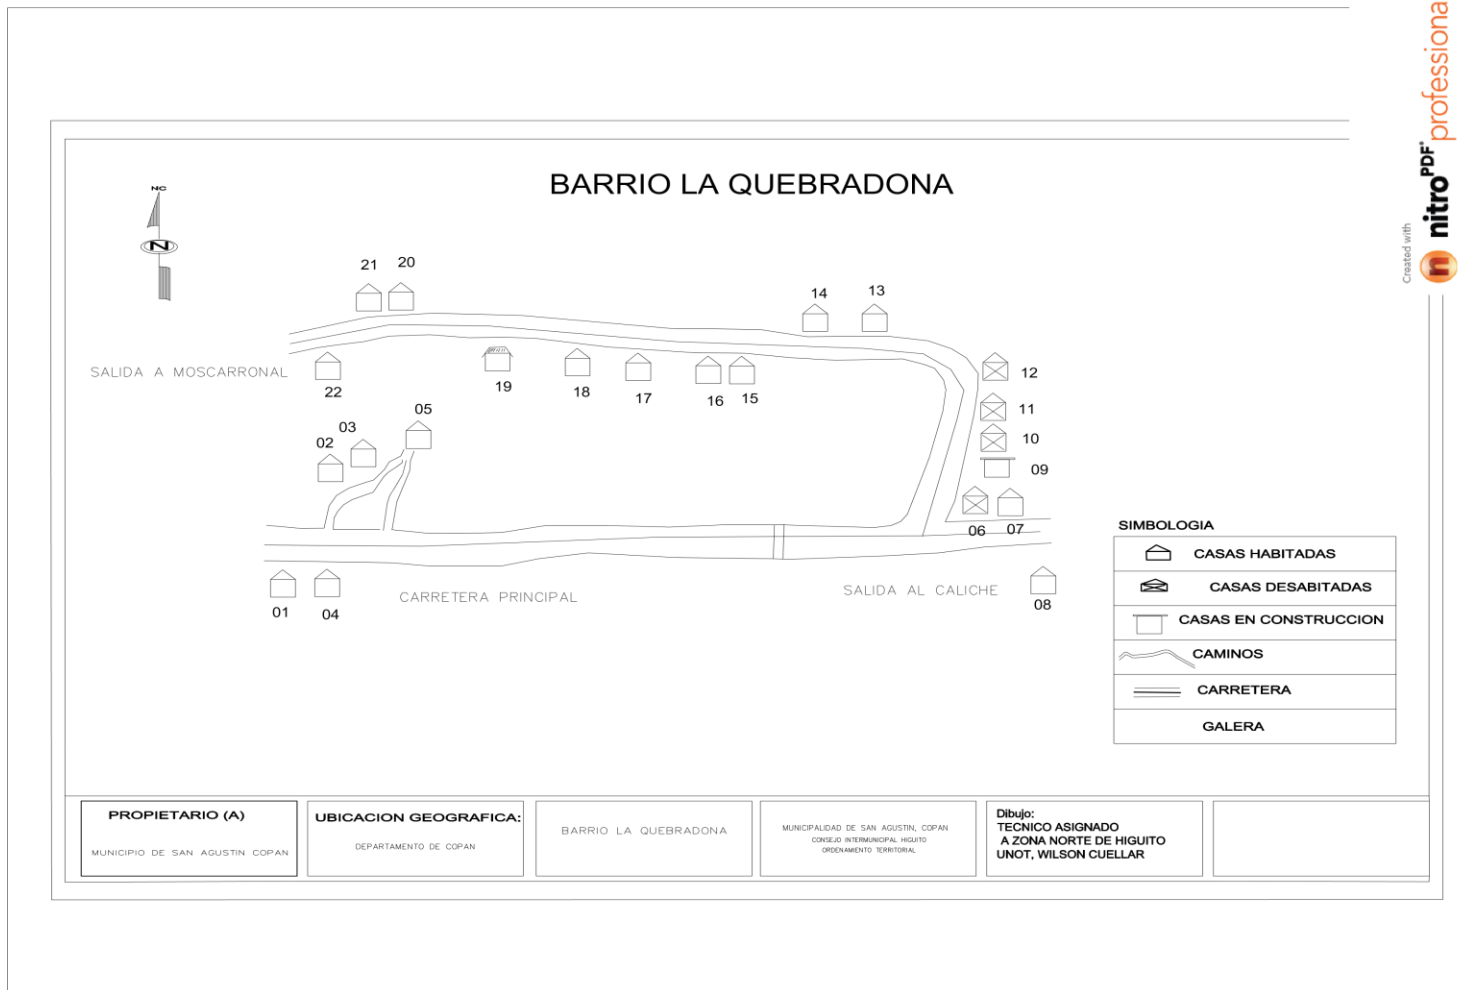 Created with
nitroPDF professional
BARRIO LA QUEBRADONA
NC
N
21
20
14
13
SALIDA A MOSCARRONAL
22
19
18
17
16
15
12
11
10
09
05
03
02
06
07
01
04
CARRETERA PRINCIPAL
SALIDA AL CALICHE
08
SIMBOLOGIA
CASAS HABITADAS
CASAS DESABITADAS
CASAS EN CONSTRUCCION
CAMINOS
CARRETERA
GALERA
PROPIETARIO (A)
MUNICIPIO DE SAN AGUSTIN COPAN
UBICACION GEOGRAFICA:
DEPARTAMENTO DE COPAN
BARRIO LA QUEBRADONA
MUNICIPALIDAD DE SAN AGUSTIN, COPAN
CONSEJO INTERMUNICIPAL HIGUITO
ORDENAMIENTO TERRITORIAL
Dibujo:
TECNICO ASIGNADO
A ZONA NORTE DE HIGUITO
UNOT, WILSON CUELLAR